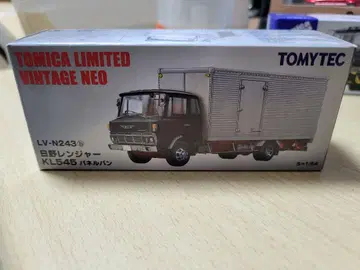 TOMICA LIMITED
VINTAGE NEO
TOMYTEC
LV-N243b
日野レンジャー
KL545 パネルバン
S=1/64